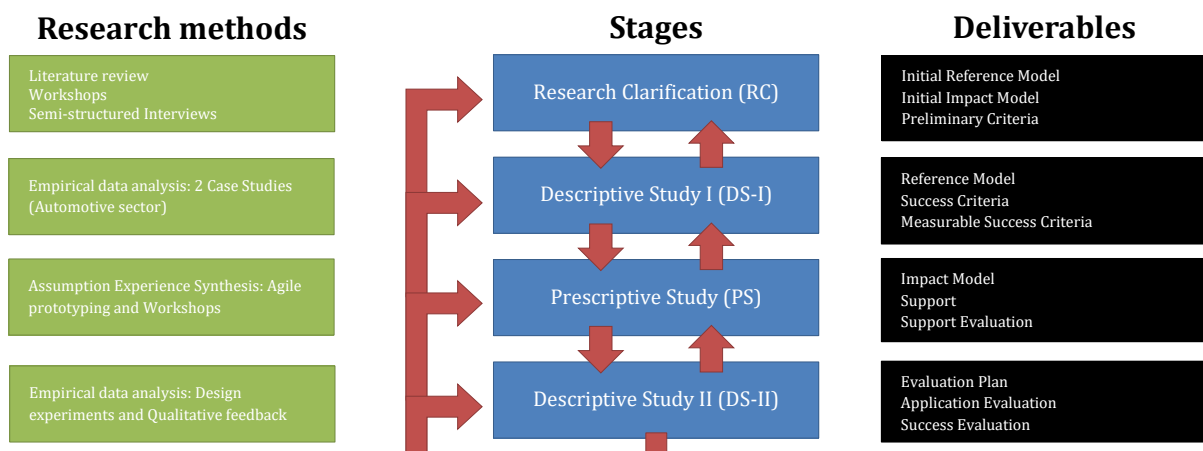 Research methods
Stages
Deliverables
Literature review
Workshops
Semi-structured Interviews
Research Clarification (RC)
Initial Reference Model
Initial Impact Model
Preliminary Criteria
Empirical data analysis: 2 Case Studies
(Automotive sector)
Descriptive Study I (DS-I)
Reference Model
Success Criteria
Measurable Success Criteria
Assumption Experience Synthesis: Agile
prototyping and Workshops
Prescriptive Study (PS)
Impact Model
Support
Support Evaluation
Empirical data analysis: Design
experiments and Qualitative feedback
Descriptive Study II (DS-II)
Evaluation Plan
Application Evaluation
Success Evaluation